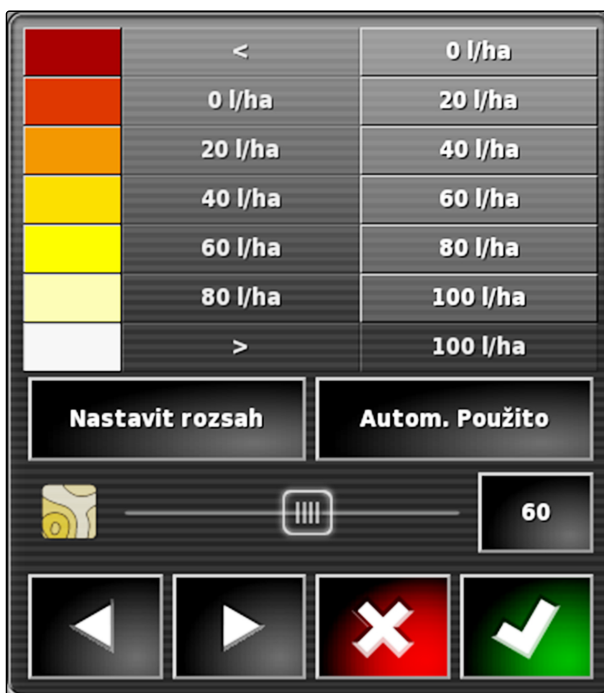 < 0 l/ha
0 l/ha 20 l/ha
20 l/ha 40 l/ha
40 l/ha 60 l/ha
60 l/ha 80 l/ha
80 l/ha 100 l/ha
> 100 l/ha
Nastavit rozsah Autom. Použito
60